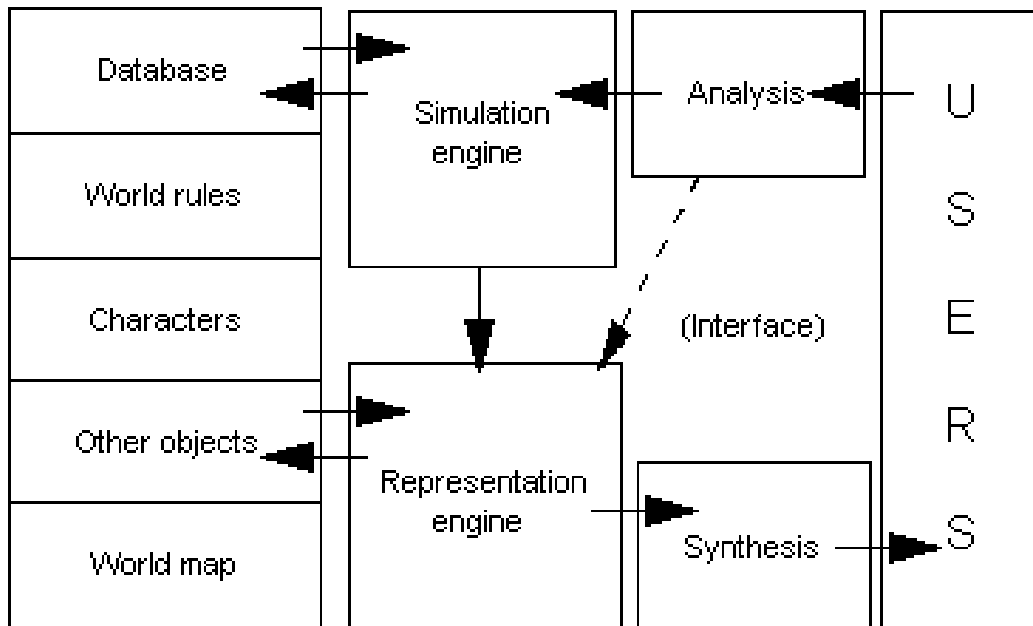 Database
World rules
Characters
Other objects
World map
Simulation
engine
Representation
engine
Analysis
(Interface)
Synthesis
U
S
E
R
S